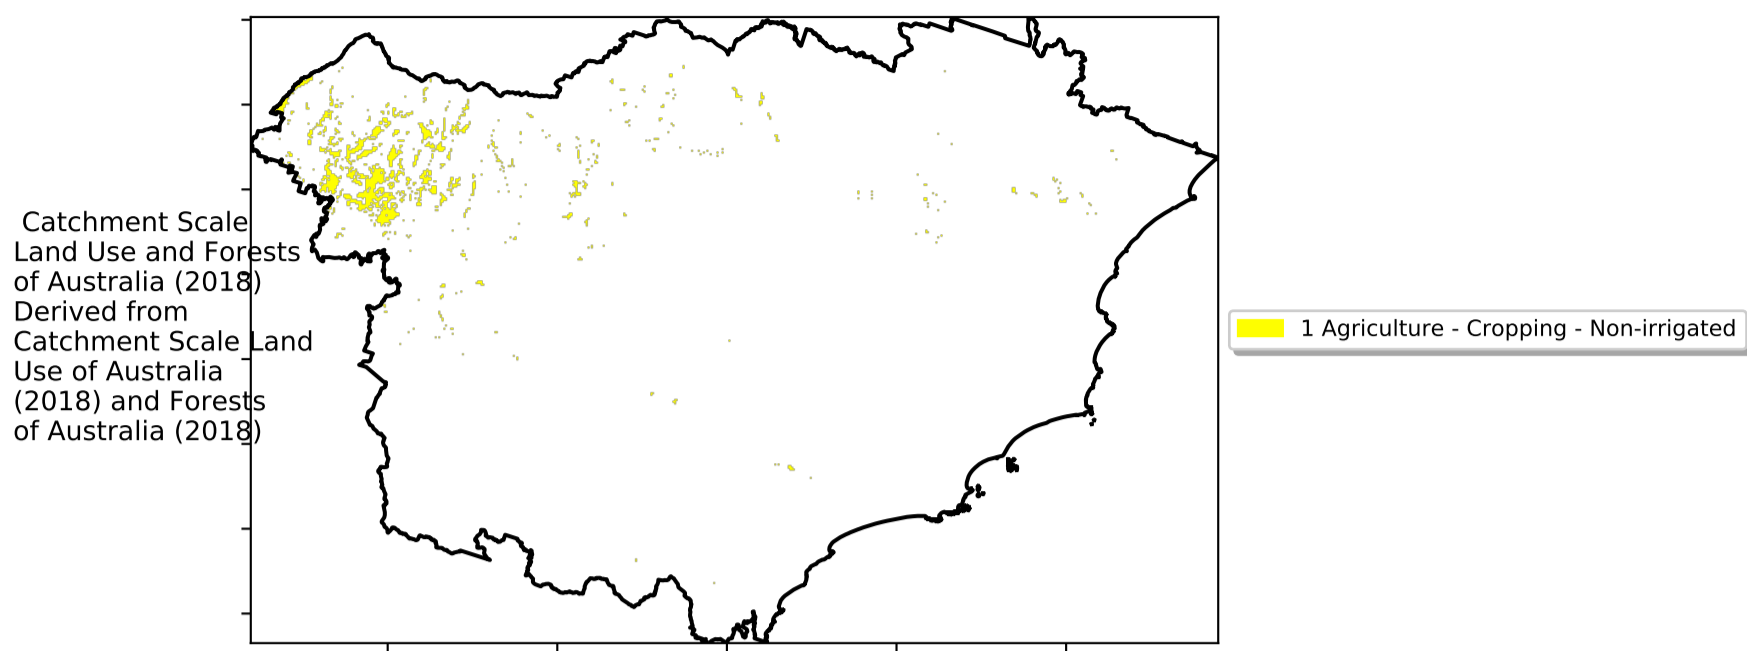 Catchment Scale
Land Use and Forests
of Australia (2018)
Derived from
Catchment Scale Land
Use of Australia
(2018) and Forests
of Australia (2018)
1 Agriculture - Cropping - Non-irrigated